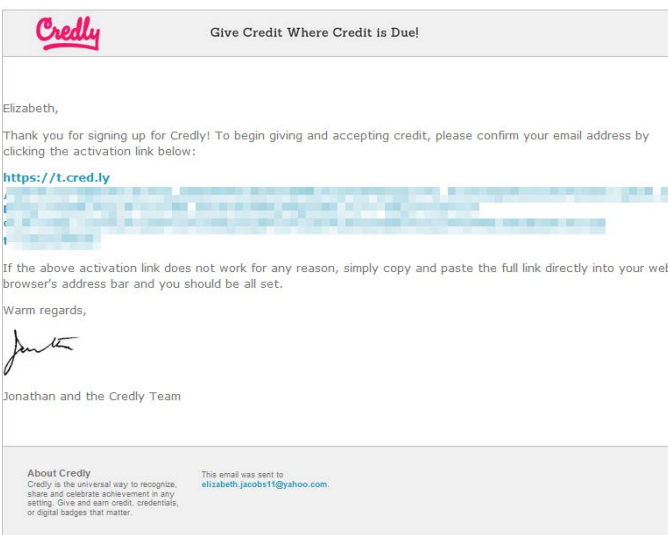 Credly
Give Credit Where Credit is Due!
Elizabeth,
Thank you for signing up for Credly! To begin giving and accepting credit, please confirm your email address by
clicking the activation link below:
https://t.cred.ly
If the above activation link does not work for any reason, simply copy and paste the full link directly into your web
browser's address bar and you should be all set.
Warm regards,
Jonathan and the Credly Team
About Credly
Credly is the universal way to recognize,
share and celebrate achievement in any
setting. Give and earn credit, credentials,
or digital badges that matter.
This email was sent to
elizabeth.jacobs11@yahoo.com.